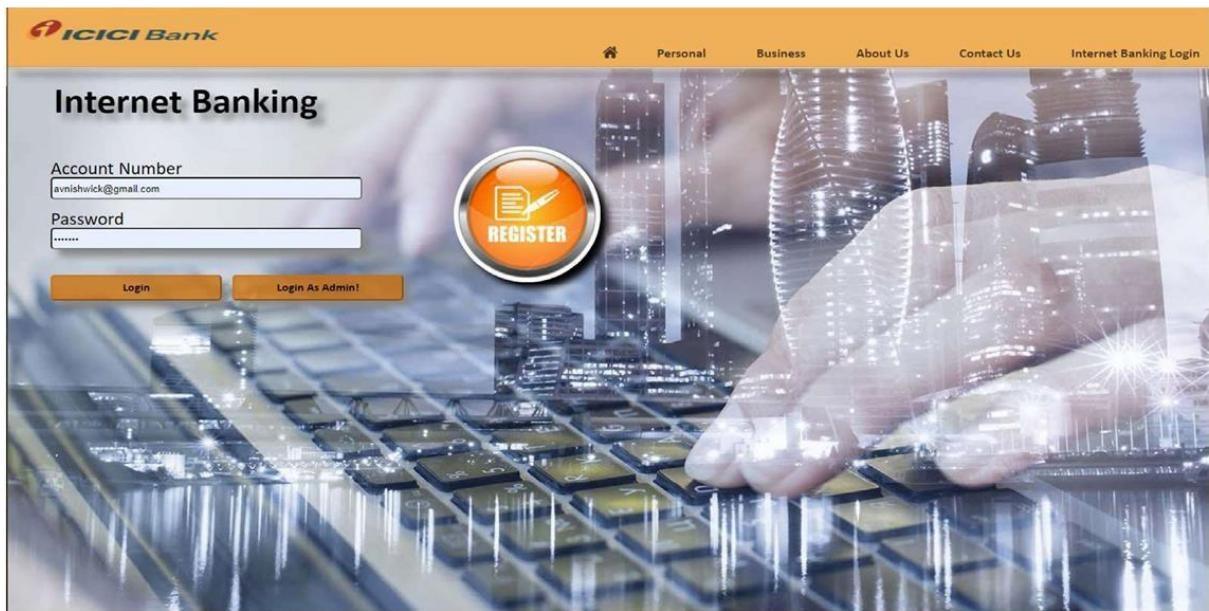 ICICI Bank
Personal Business About Us Contact Us Internet Banking Login
Internet Banking
Account Number
avnishwick@gmail.com
Password
•••••••
REGISTER
Login Login As Admin!